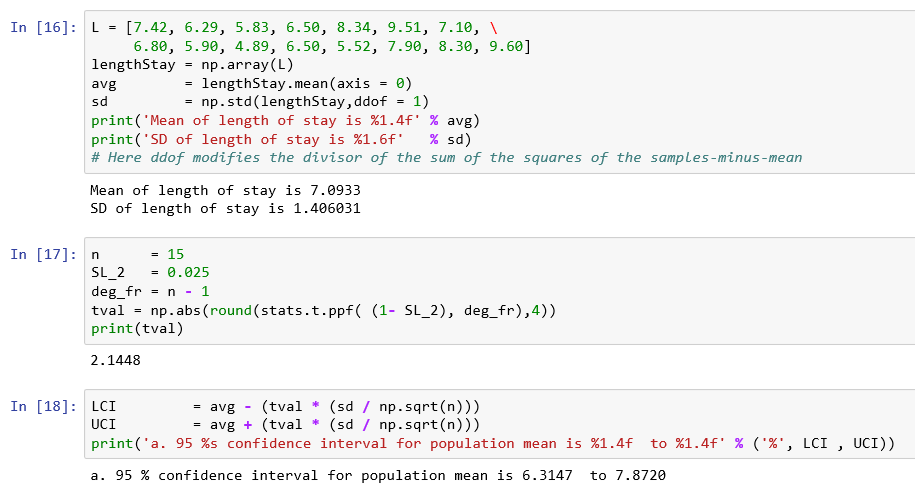 In [16]: L = [7.42, 6.29, 5.83, 6.50, 8.34, 9.51, 7.10, \
6.80, 5.90, 4.89, 6.50, 5.52, 7.90, 8.30, 9.60]
lengthStay = np.array(L)
avg = lengthStay.mean(axis = 0)
sd = np.std(lengthStay,ddof = 1)
print('Mean of length of stay is %1.4f' % avg)
print('SD of length of stay is %1.6f' % sd)
# Here ddof modifies the divisor of the sum of the squares of the samples-minus-mean
Mean of length of stay is 7.0933
SD of length of stay is 1.406031
In [17]: n = 15
SL_2 = 0.025
deg_fr = n - 1
tval = np.abs(round(stats.t.ppf( (1- SL_2), deg_fr),4))
print(tval)
2.1448
In [18]: LCI = avg - (tval * (sd / np.sqrt(n)))
UCI = avg + (tval * (sd / np.sqrt(n)))
print('a. 95 %s confidence interval for population mean is %1.4f  to %1.4f' % ('%', LCI , UCI))
a. 95 % confidence interval for population mean is 6.3147  to 7.8720